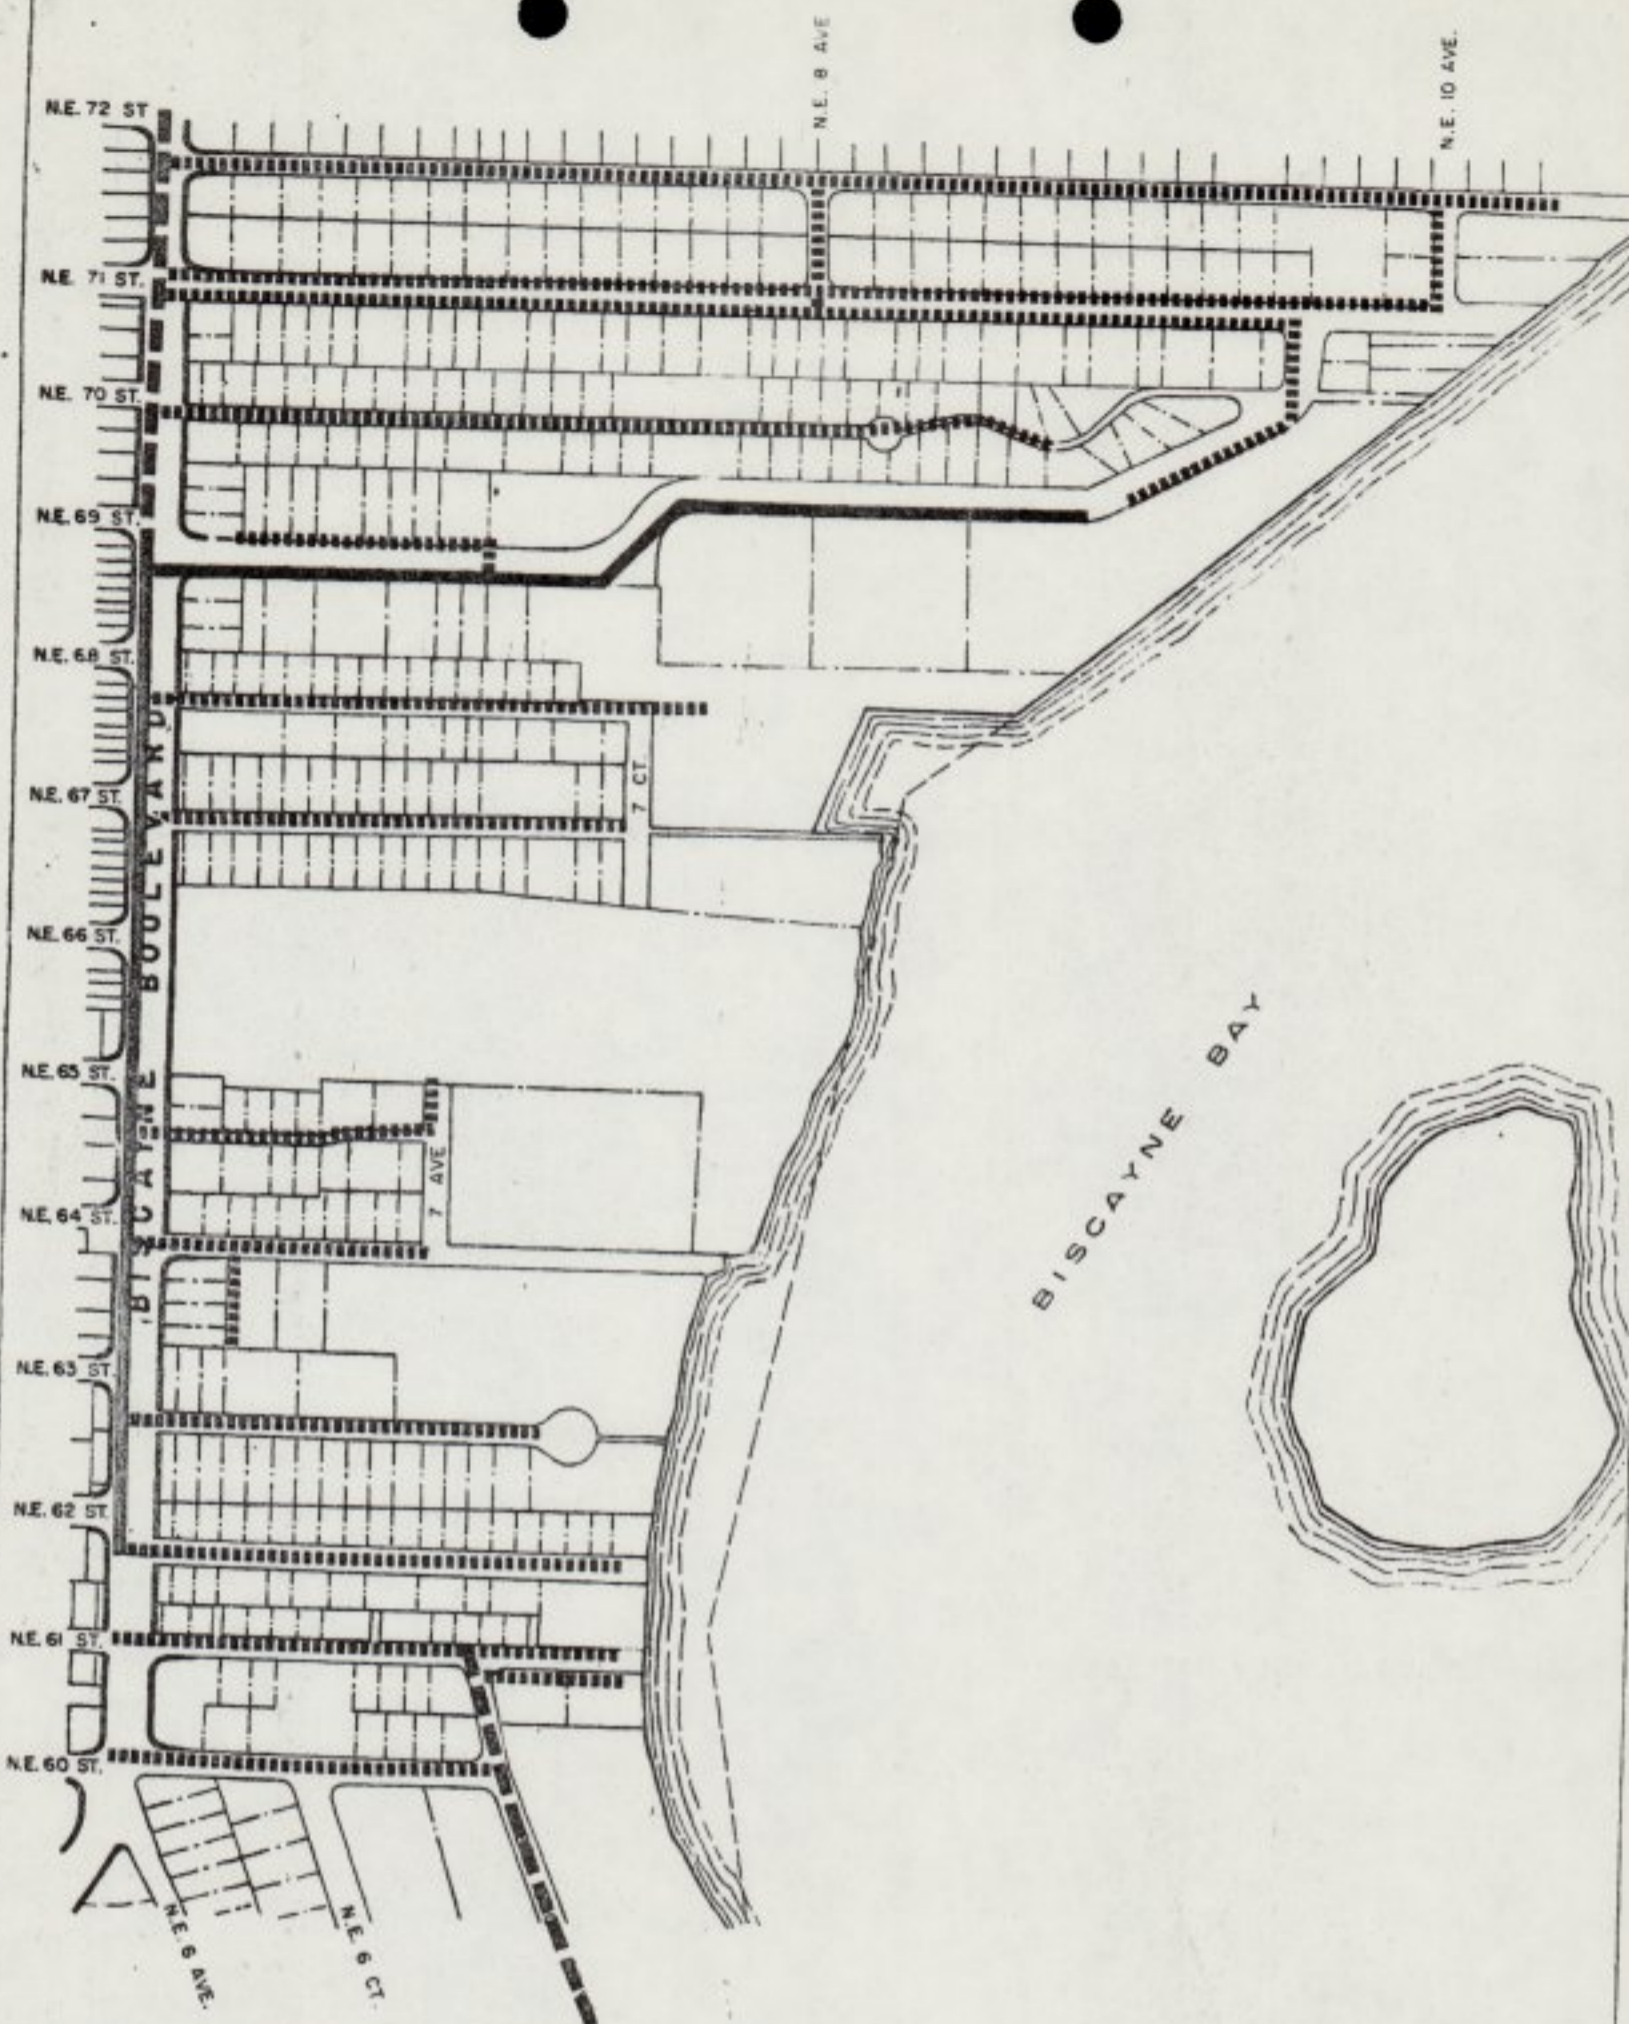 N.E. 8 AVE
N.E. 10 AVE.
N.E. 72 ST
N.E. 71 ST.
N.E. 70 ST.
N.E. 69 ST.
N.E. 68 ST.
N.E. 67 ST.
7 CT.
N.E. 66 ST.
BISCAYNE BOULEVARD
N.E. 65 ST.
BISCAYNE BAY
7 AVE
N.E. 64 ST.
N.E. 63 ST.
N.E. 62 ST.
N.E. 61 ST.
N.E. 60 ST.
N.E. 6 AVE.
N.E. 6 CT.